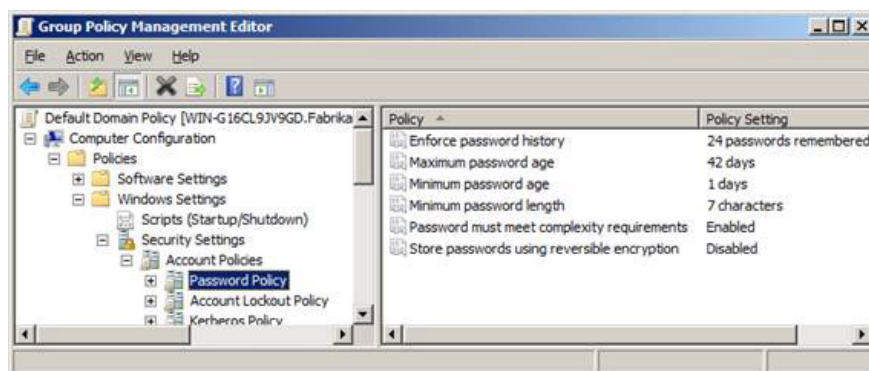 Group Policy Management Editor
File Action View Help
Default Domain Policy [WIN-G16CL9JV9GD.Fabrika
Computer Configuration
Policies
Software Settings
Windows Settings
Scripts (Startup/Shutdown)
Security Settings
Account Policies
Password Policy
Account Lockout Policy
Kerberos Policy
Policy Policy Setting
Enforce password history 24 passwords remembered
Maximum password age 42 days
Minimum password age 1 days
Minimum password length 7 characters
Password must meet complexity requirements Enabled
Store passwords using reversible encryption Disabled